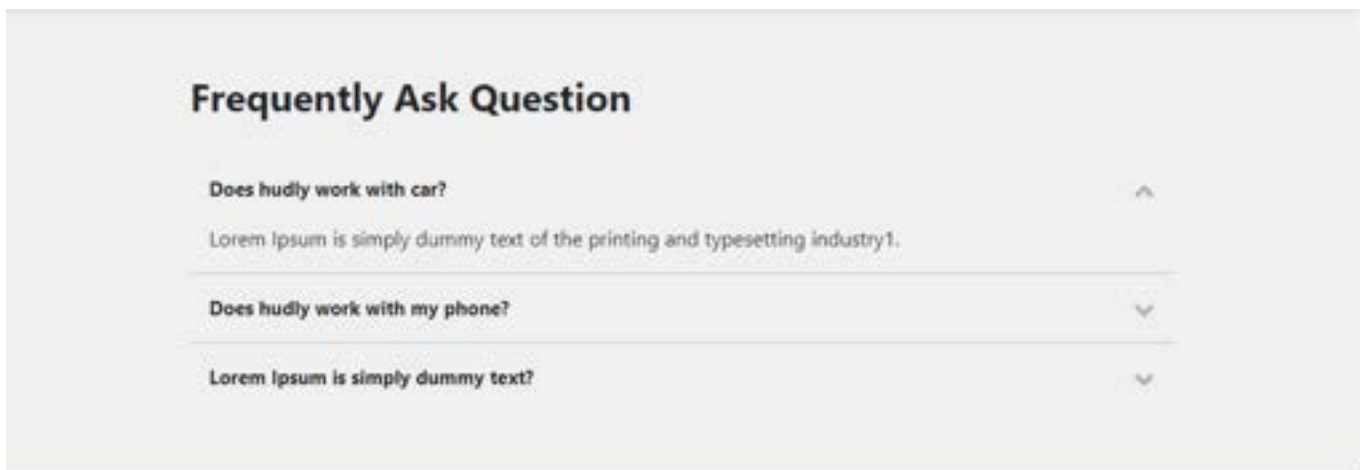 Frequently Ask Question
Does hudly work with car?
Lorem Ipsum is simply dummy text of the printing and typesetting industry1.
Does hudly work with my phone?
Lorem Ipsum is simply dummy text?